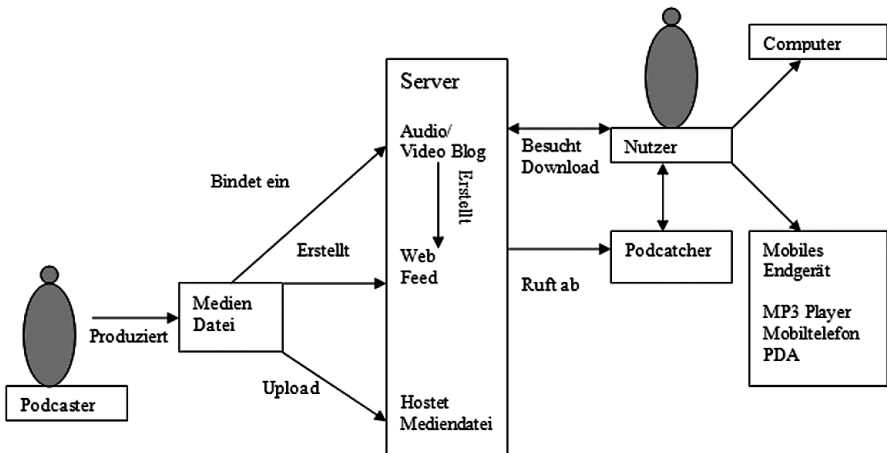 Computer
Server
Audio/
Video Blog
Besucht
Download
Nutzer
Erstellt
Bindet ein
Erstellt
Web
Feed
Podcatcher
Mobiles
Endgerät
MP3 Player
Mobiltelefon
PDA
Ruft ab
Medien
Datei
Produziert
Upload
Podcaster
Hostet
Mediendatei